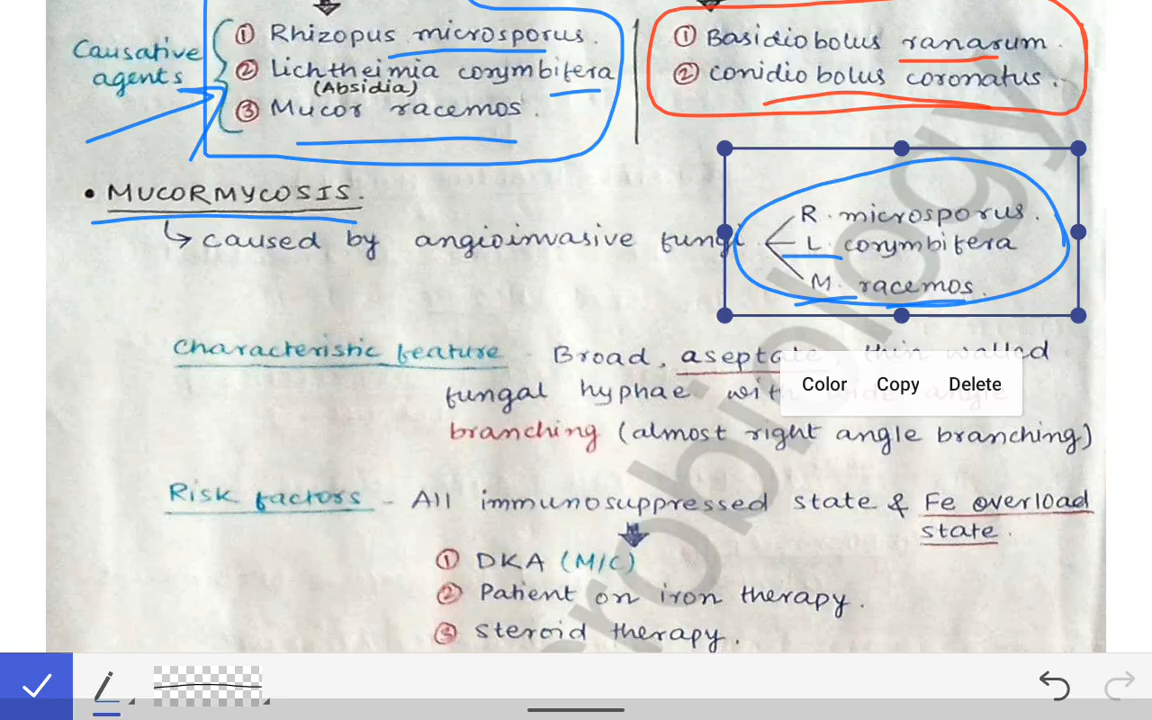 Causative agents
① Rhizopus microsporus.
② Lichtheimia corymbifera
(Absidia)
③ Mucor racemos.
① Basidiobolus ranarum.
② Conidiobolus coronatus.
• MUCORMYCOSIS.
↳ caused by angioinvasive fungi
R. microsporus.
L. corymbifera
M. racemos.
Characteristic feature - Broad, aseptate, thin walled
fungal hyphae with wide angle
branching (almost right angle branching)
Color Copy Delete
Risk factors - All immunosuppressed state & Fe overload
state.
① DKA (M/C)
② Patient on iron therapy.
③ Steroid therapy.